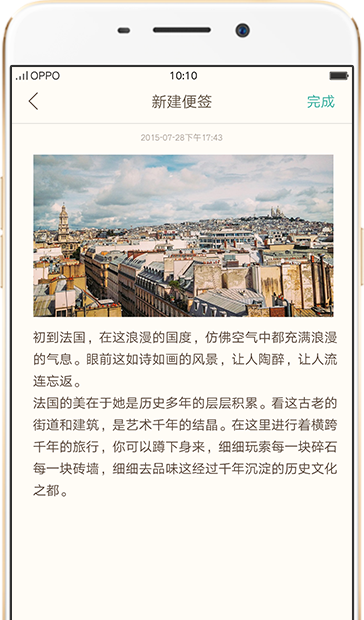 OPPO 10:10
新建便签 完成
2015-07-28下午17:43
初到法国，在这浪漫的国度，仿佛空气中都充满浪漫
的气息。眼前这如诗如画的风景，让人陶醉，让人流
连忘返。
法国的美在于她是历史多年的层层积累。看这古老的
街道和建筑，是艺术千年的结晶。在这里进行着横跨
千年的旅行，你可以蹲下身来，细细玩索每一块碎石
每一块砖墙，细细去品味这经过千年沉淀的历史文化
之都。